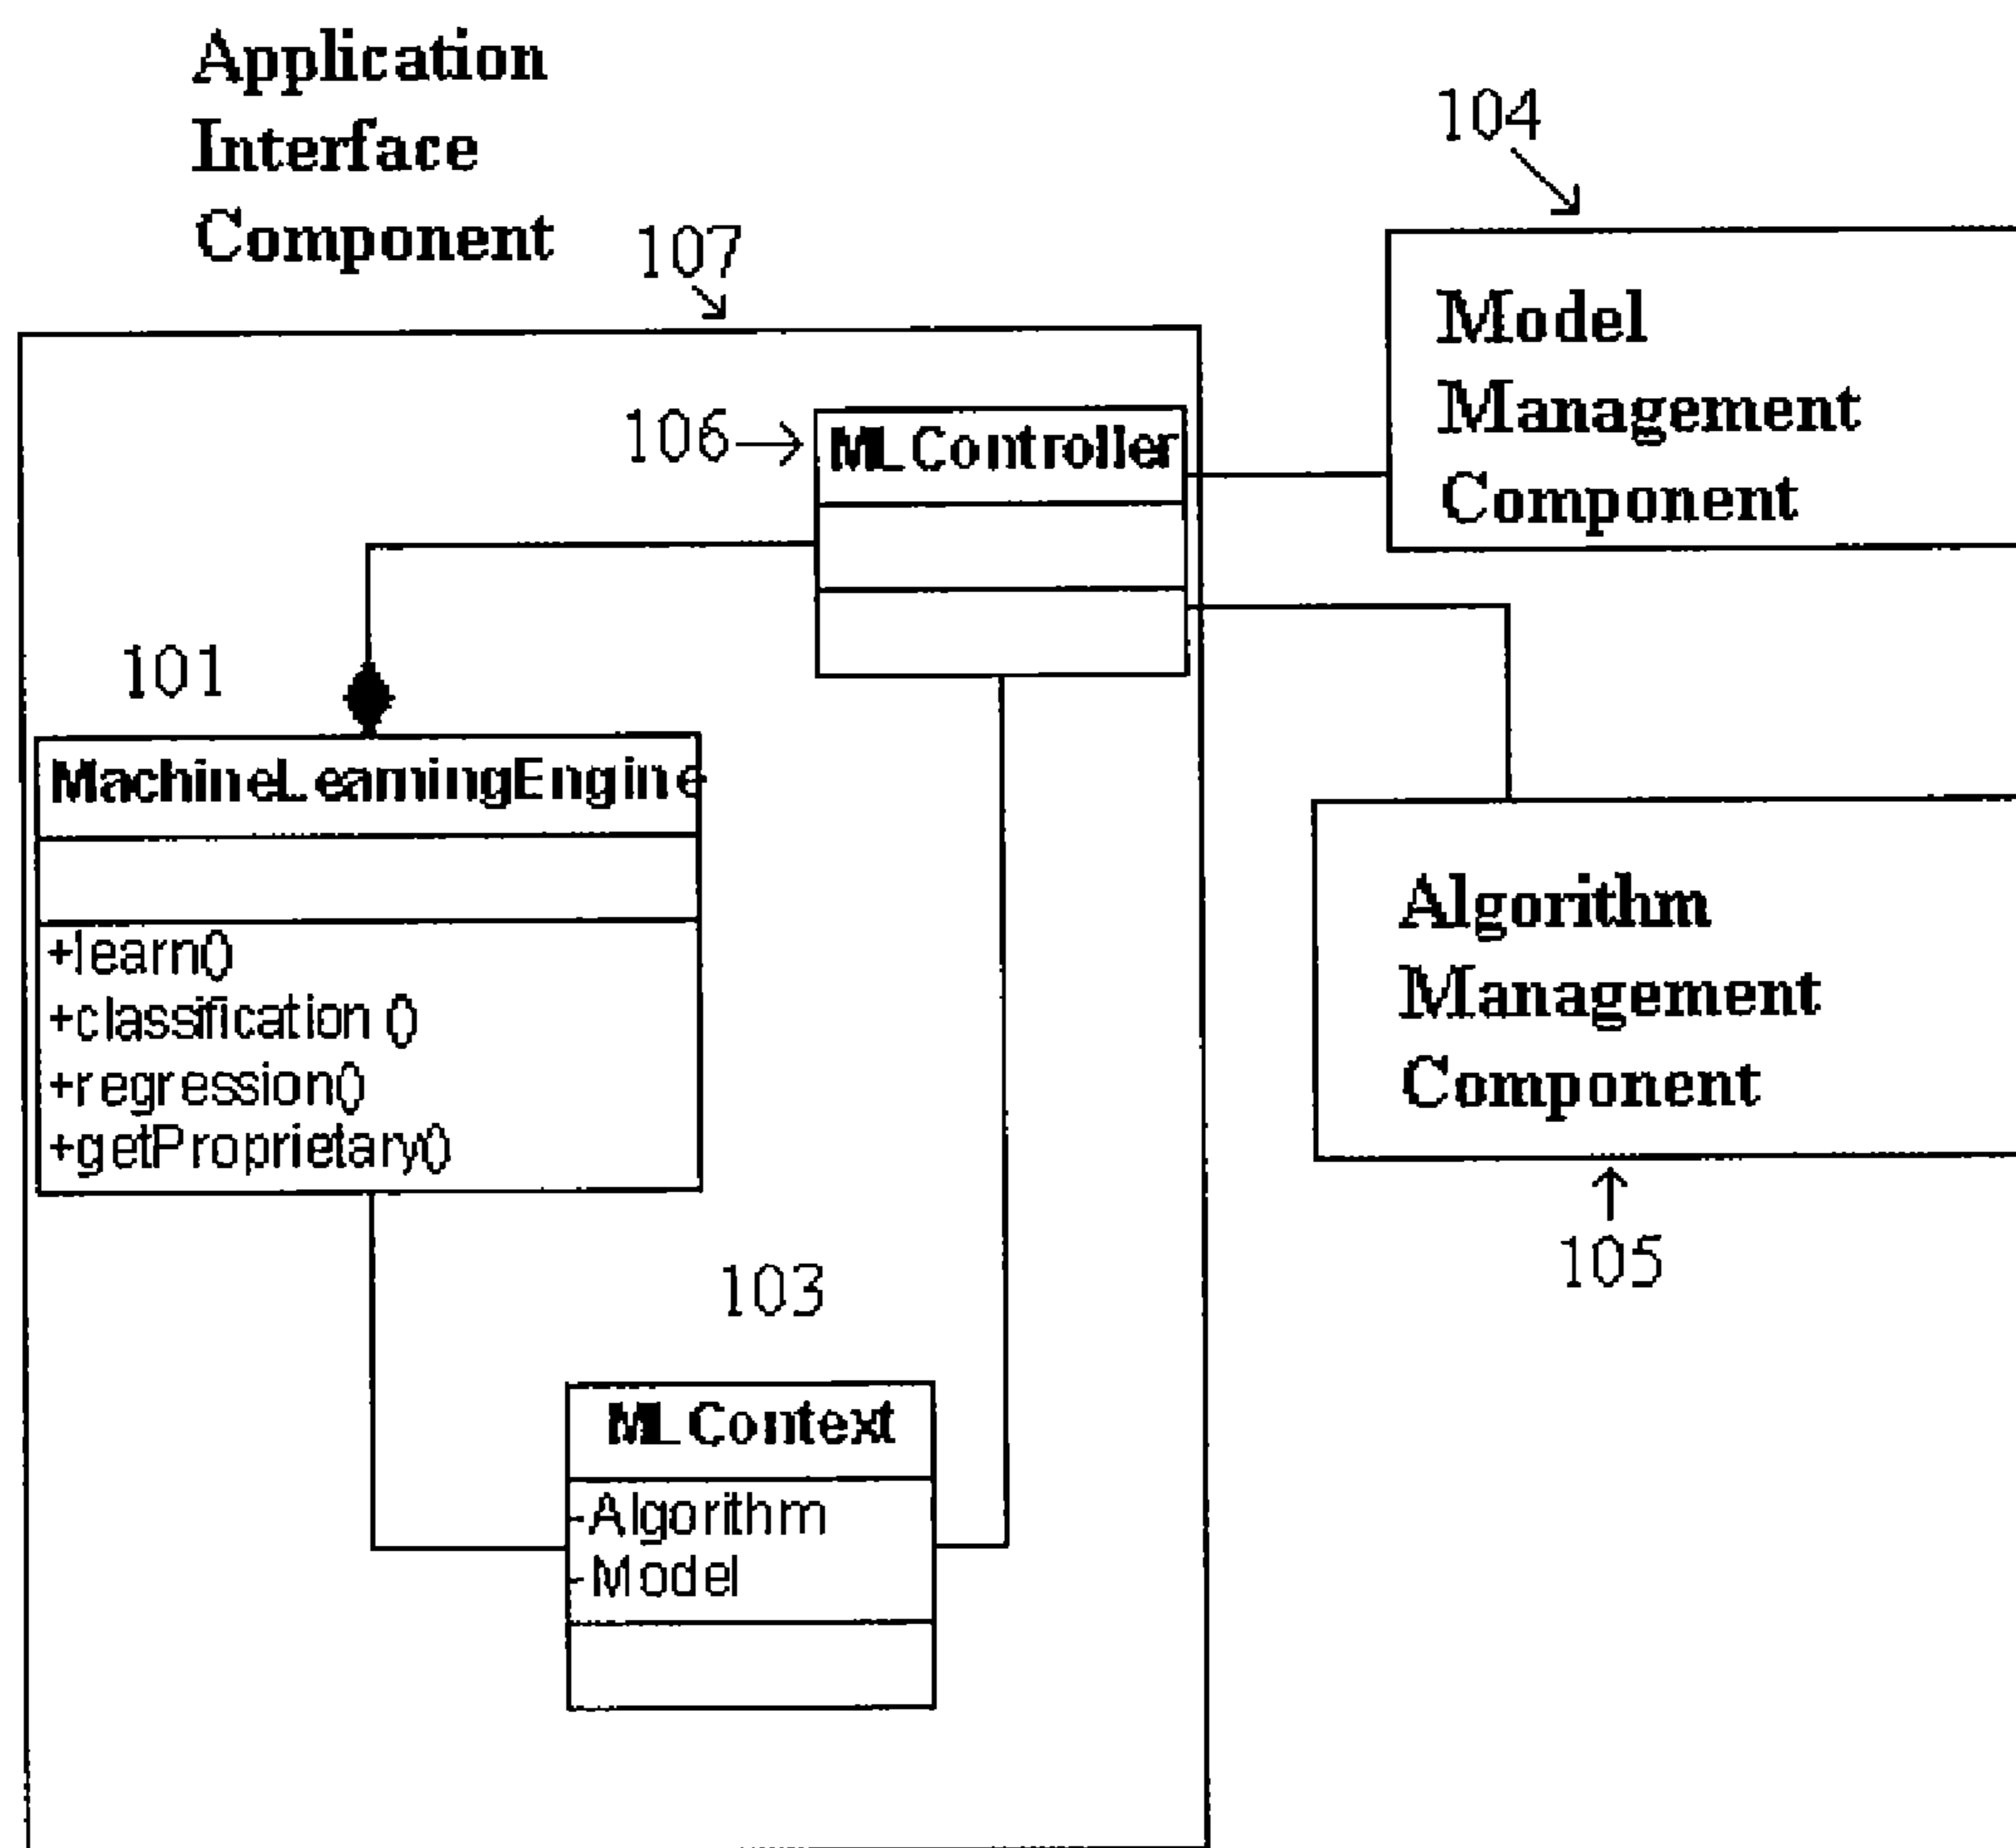 Application
Interface
Component
107
104
Model
Management
Component
106
MLController
101
MachineLearningEngine
+learn()
+classification ()
+regression()
+getProprietary()
Algorithm
Management
Component
105
103
MLContext
-Algorithm
-Model